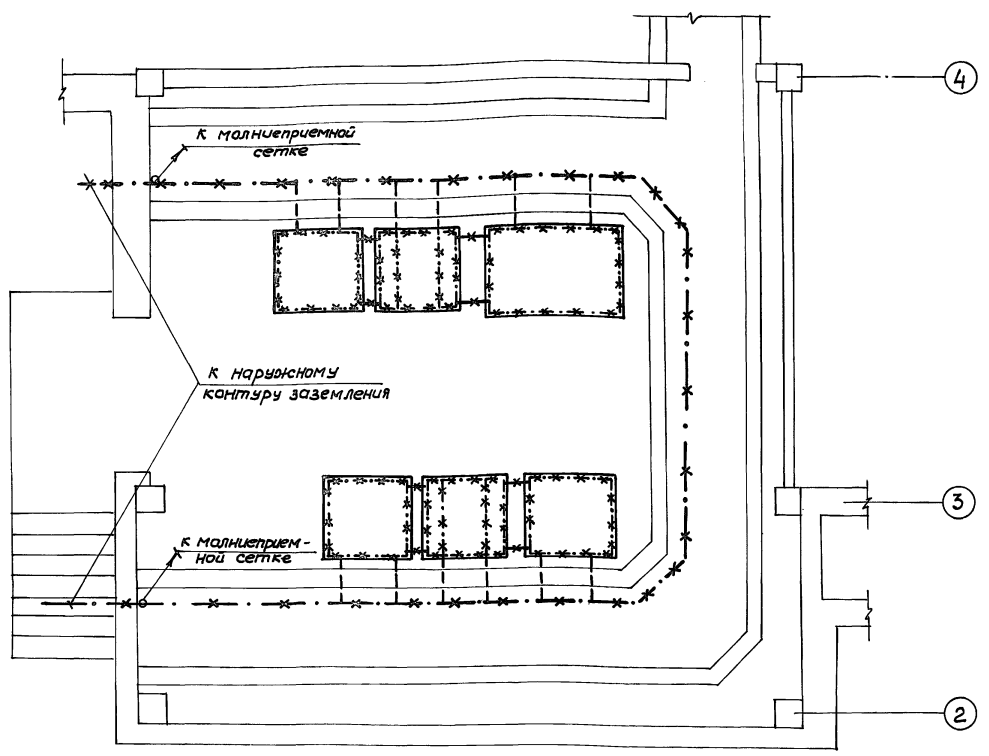 4
к молниеприемной
сетке
к наружному
контуру заземления
3
к молниеприем-
ной сетке
2